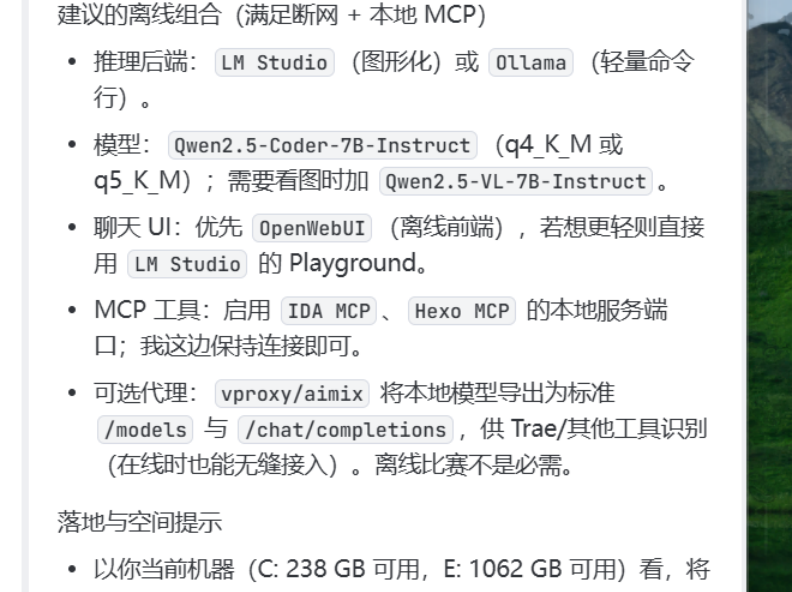 建议的离线组合（满足断网 + 本地 MCP）
• 推理后端： LM Studio （图形化）或 Ollama （轻量命令
行）。
• 模型： Qwen2.5-Coder-7B-Instruct （q4_K_M 或
q5_K_M）；需要看图时加 Qwen2.5-VL-7B-Instruct 。
• 聊天 UI：优先 OpenWebUI （离线前端），若想更轻则直接
用 LM Studio 的 Playground。
• MCP 工具：启用 IDA MCP 、 Hexo MCP 的本地服务端
口；我这边保持连接即可。
• 可选代理： vproxy/aimix 将本地模型导出为标准
/models 与 /chat/completions ，供 Trae/其他工具识别
（在线时也能无缝接入）。离线比赛不是必需。
落地与空间提示
• 以你当前机器（C: 238 GB 可用，E: 1062 GB 可用）看，将